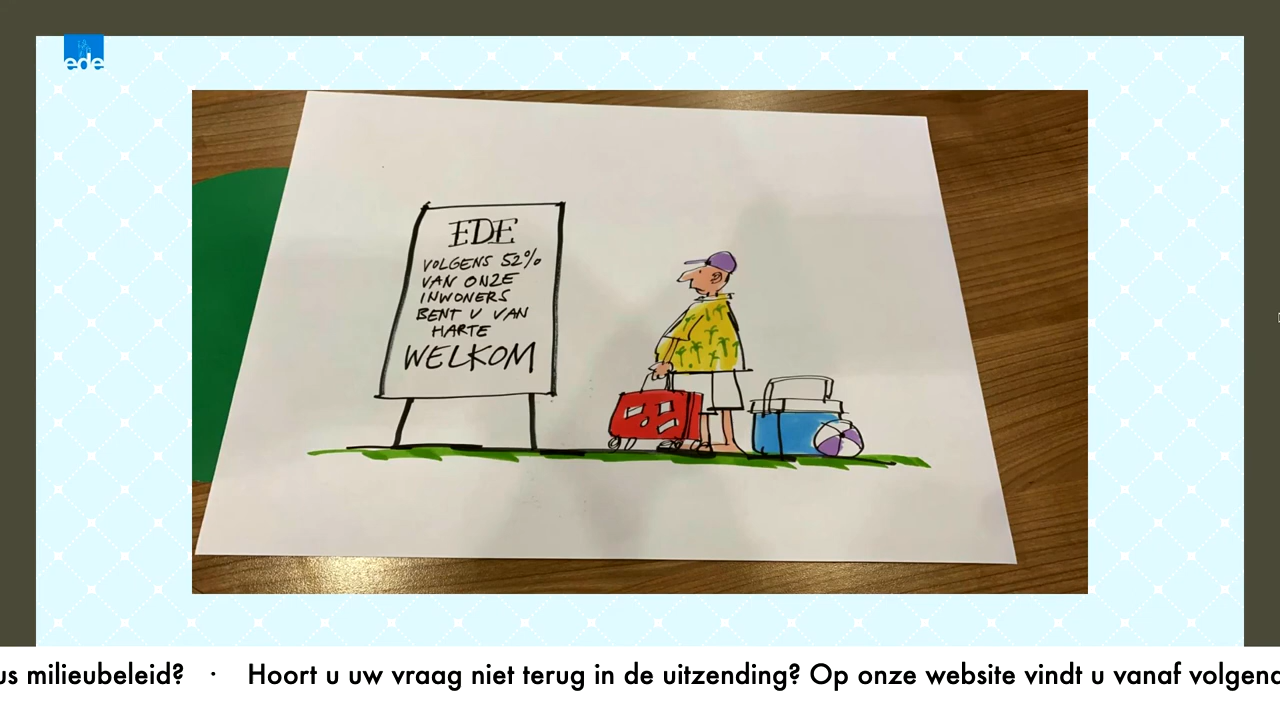 ede
EDE
VOLGENS 52%
VAN ONZE
INWONERS
BENT U VAN
HARTE
WELKOM
us milieubeleid? · Hoort u uw vraag niet terug in de uitzending? Op onze website vindt u vanaf volgend